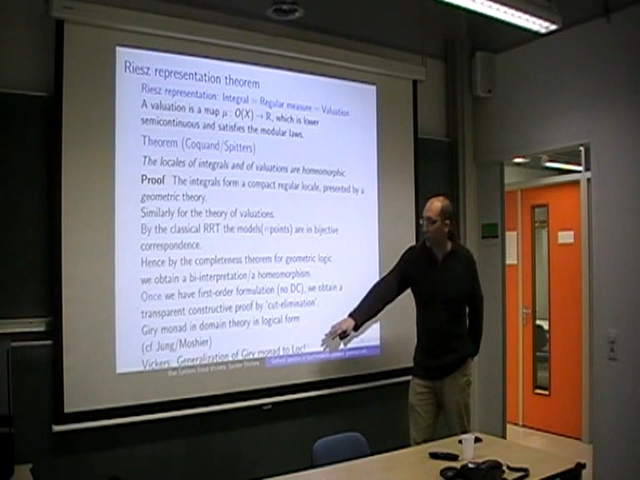 Riesz representation theorem
Riesz representation: Integral = Regular measure = Valuation
A valuation is a map μ : O(X) → R, which is lower
semicontinuous and satisfies the modular laws.
Theorem (Coquand/Spitters)
The locales of integrals and of valuations are homeomorphic.
Proof The integrals form a compact regular locale, presented by a
geometric theory.
Similarly for the theory of valuations.
By the classical RRT the models(=points) are in bijective
correspondence.
Hence by the completeness theorem for geometric logic
we obtain a bi-interpretation/a homeomorphism.
Once we have first-order formulation (no DC), we obtain a
transparent constructive proof by 'cut-elimination'.
Giry monad in domain theory in logical form
(cf Jung/Moshier)
Vickers: Generalization of Giry monad to Loc!